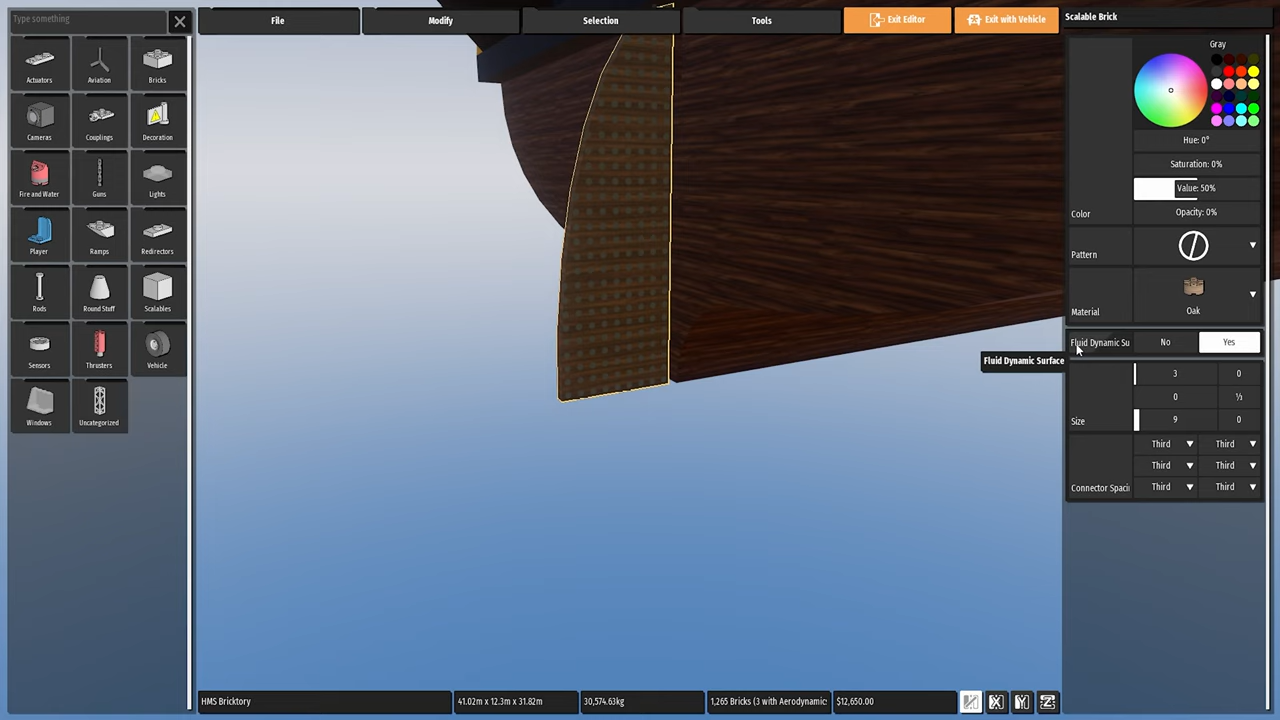 Type something
File
Modify
Selection
Tools
Exit Editor
Exit with Vehicle
Scalable Brick
Actuators
Aviation
Bricks
Cameras
Couplings
Decoration
Fire and Water
Guns
Lights
Player
Ramps
Redirectors
Rods
Round Stuff
Scalables
Sensors
Thrusters
Vehicle
Windows
Uncategorized
Gray
Hue: 0°
Saturation: 0%
Value: 50%
Color
Opacity: 0%
Pattern
Material
Oak
Fluid Dynamic Su
No
Yes
Fluid Dynamic Surface
3
0
0
⅓
Size
9
0
Third
Third
Third
Third
Connector Spaci
Third
Third
HMS Bricktory
41.02m x 12.3m x 31.82m
30,574.63kg
1,265 Bricks (3 with Aerodynamic
$12,650.00
X
Y
Z